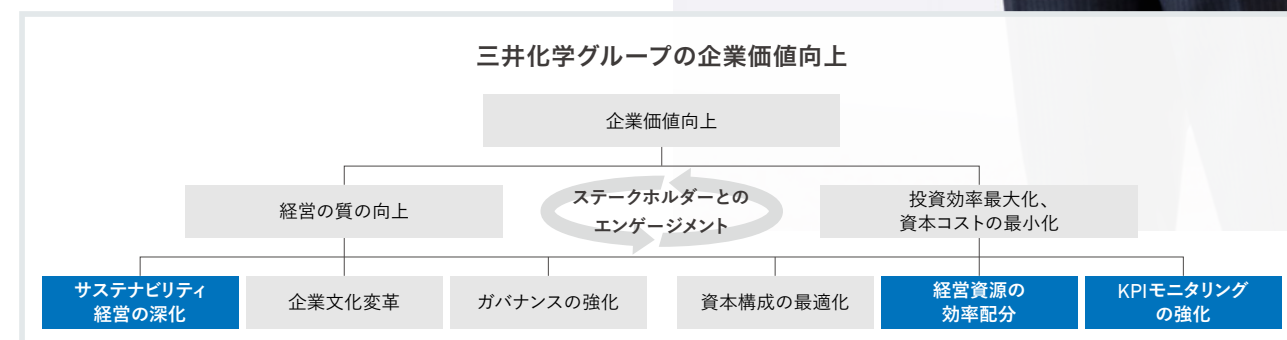 三井化学グループの企業価値向上
企業価値向上
経営の質の向上
ステークホルダーとの
エンゲージメント
投資効率最大化、
資本コストの最小化
サステナビリティ
経営の深化
企業文化変革
ガバナンスの強化
資本構成の最適化
経営資源の
効率配分
KPIモニタリング
の強化